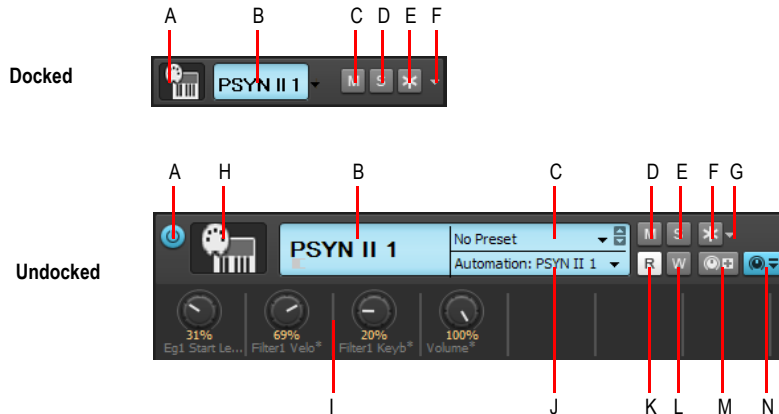 A B C D E F
Docked
PSYN II 1 M S
A H B C D E F G
Undocked
PSYN II 1
No Preset
Automation: PSYN II 1
M S
R W
31% 69% 20% 100%
Eg1 Start Le... Filter1 Velo* Filter1 Keyb* Volume*
I J K L M N